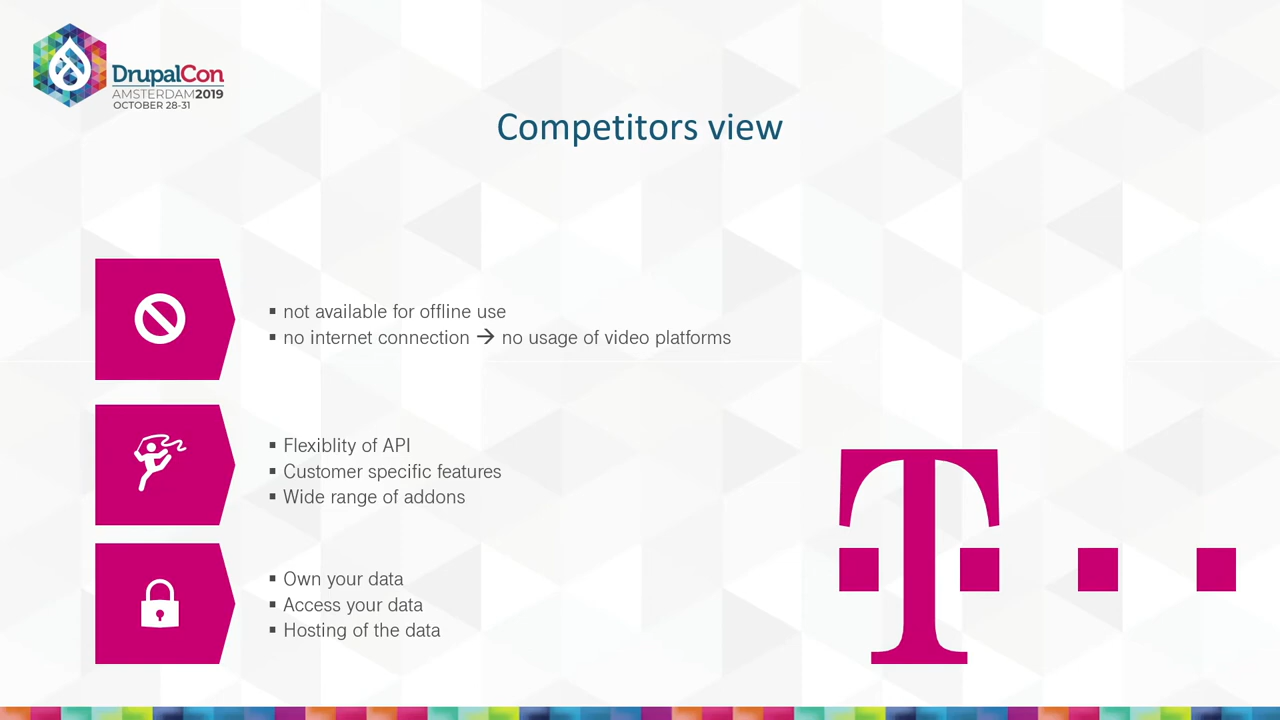 DrupalCon
AMSTERDAM2019
OCTOBER 28-31
Competitors view
▪ not available for offline use
▪ no internet connection → no usage of video platforms
▪ Flexiblity of API
▪ Customer specific features
▪ Wide range of addons
▪ Own your data
▪ Access your data
▪ Hosting of the data
T